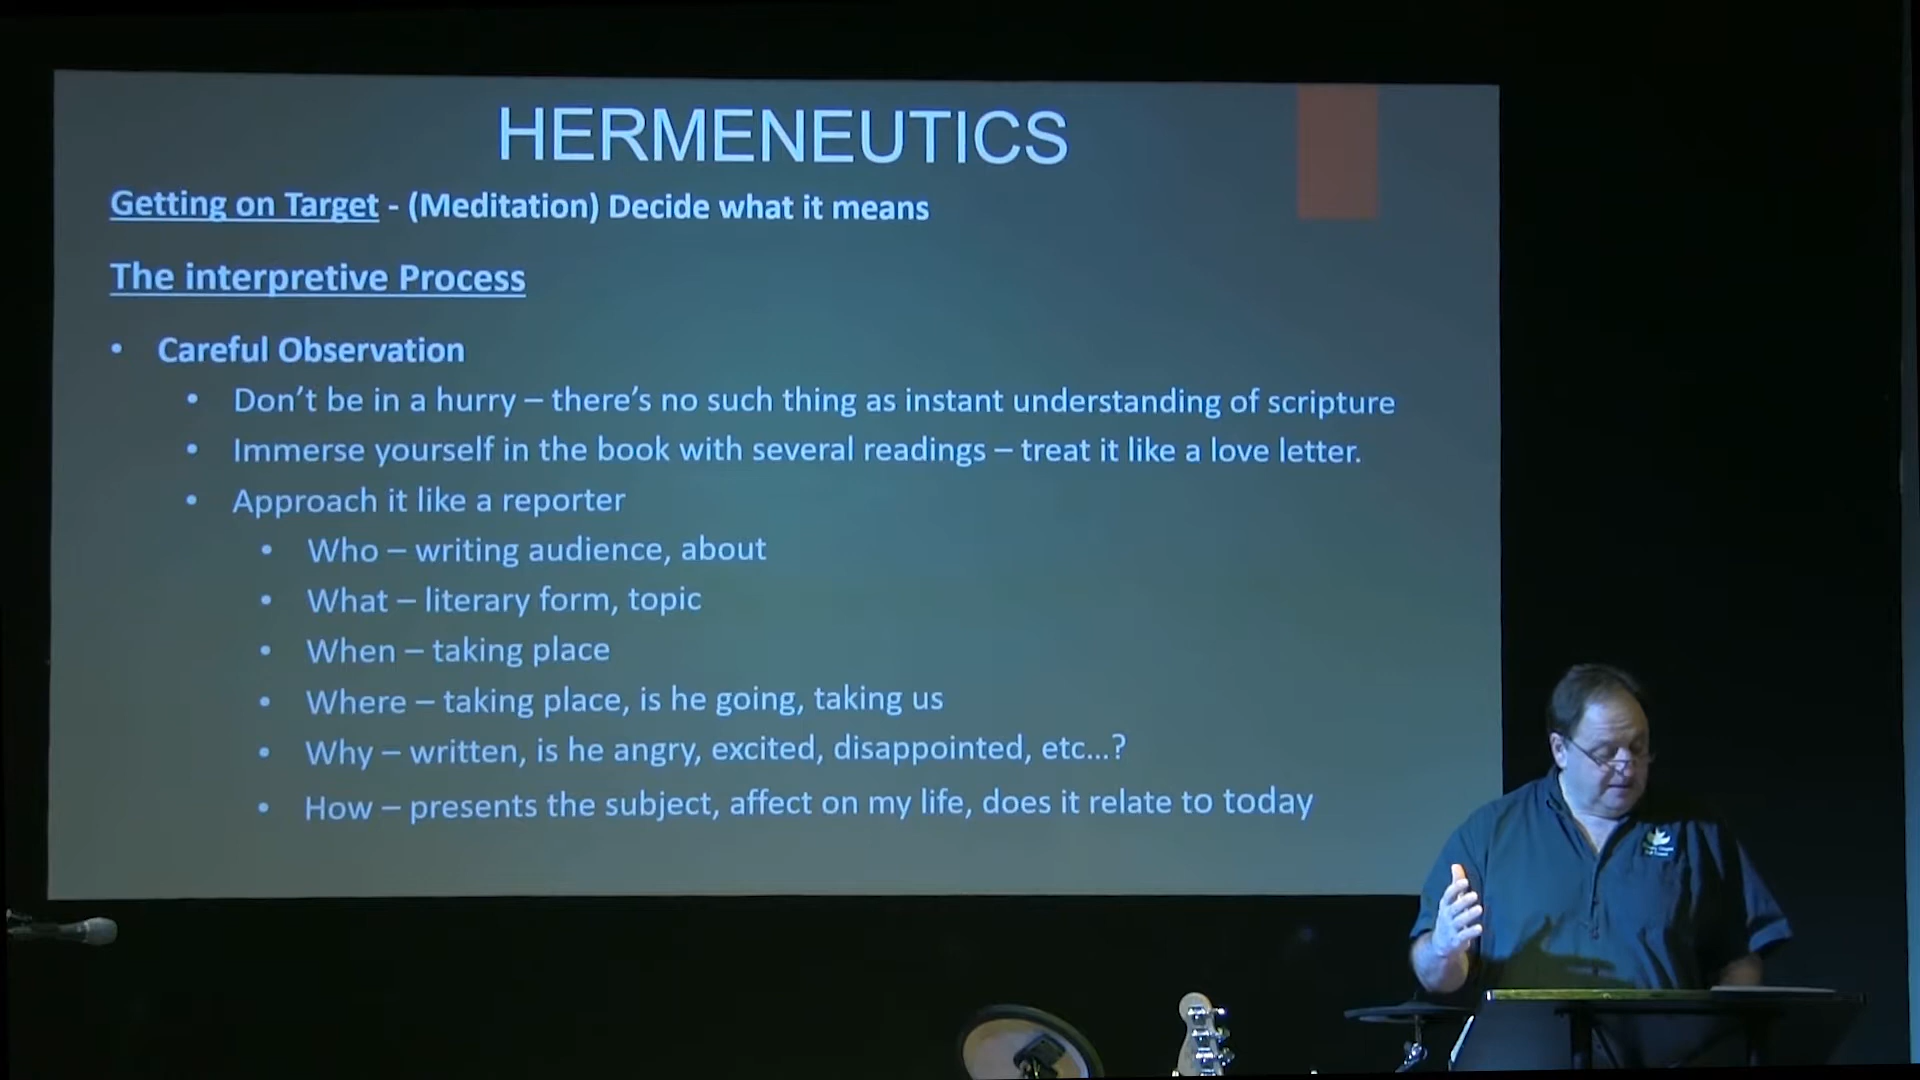 HERMENEUTICS
Getting on Target - (Meditation) Decide what it means
The interpretive Process
• Careful Observation
• Don't be in a hurry – there's no such thing as instant understanding of scripture
• Immerse yourself in the book with several readings – treat it like a love letter.
• Approach it like a reporter
• Who – writing audience, about
• What – literary form, topic
• When – taking place
• Where – taking place, is he going, taking us
• Why – written, is he angry, excited, disappointed, etc...?
• How – presents the subject, affect on my life, does it relate to today